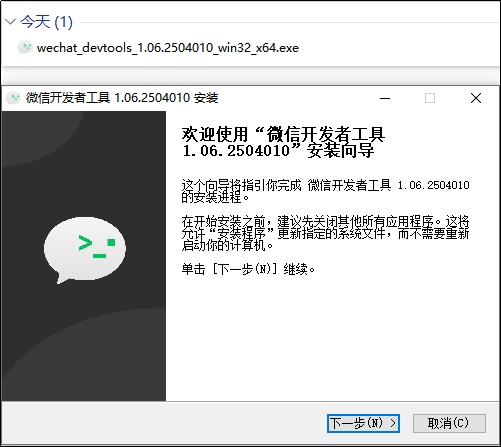 今天 (1)
wechat_devtools_1.06.2504010_win32_x64.exe
微信开发者工具 1.06.2504010 安装
欢迎使用“微信开发者工具
1.06.2504010”安装向导
这个向导将指引你完成 微信开发者工具 1.06.2504010
的安装进程。
在开始安装之前，建议先关闭其他所有应用程序。这将
允许“安装程序”更新指定的系统文件，而不需要重新
启动你的计算机。
单击 [下一步(N)] 继续。
下一步(N) >
取消(C)